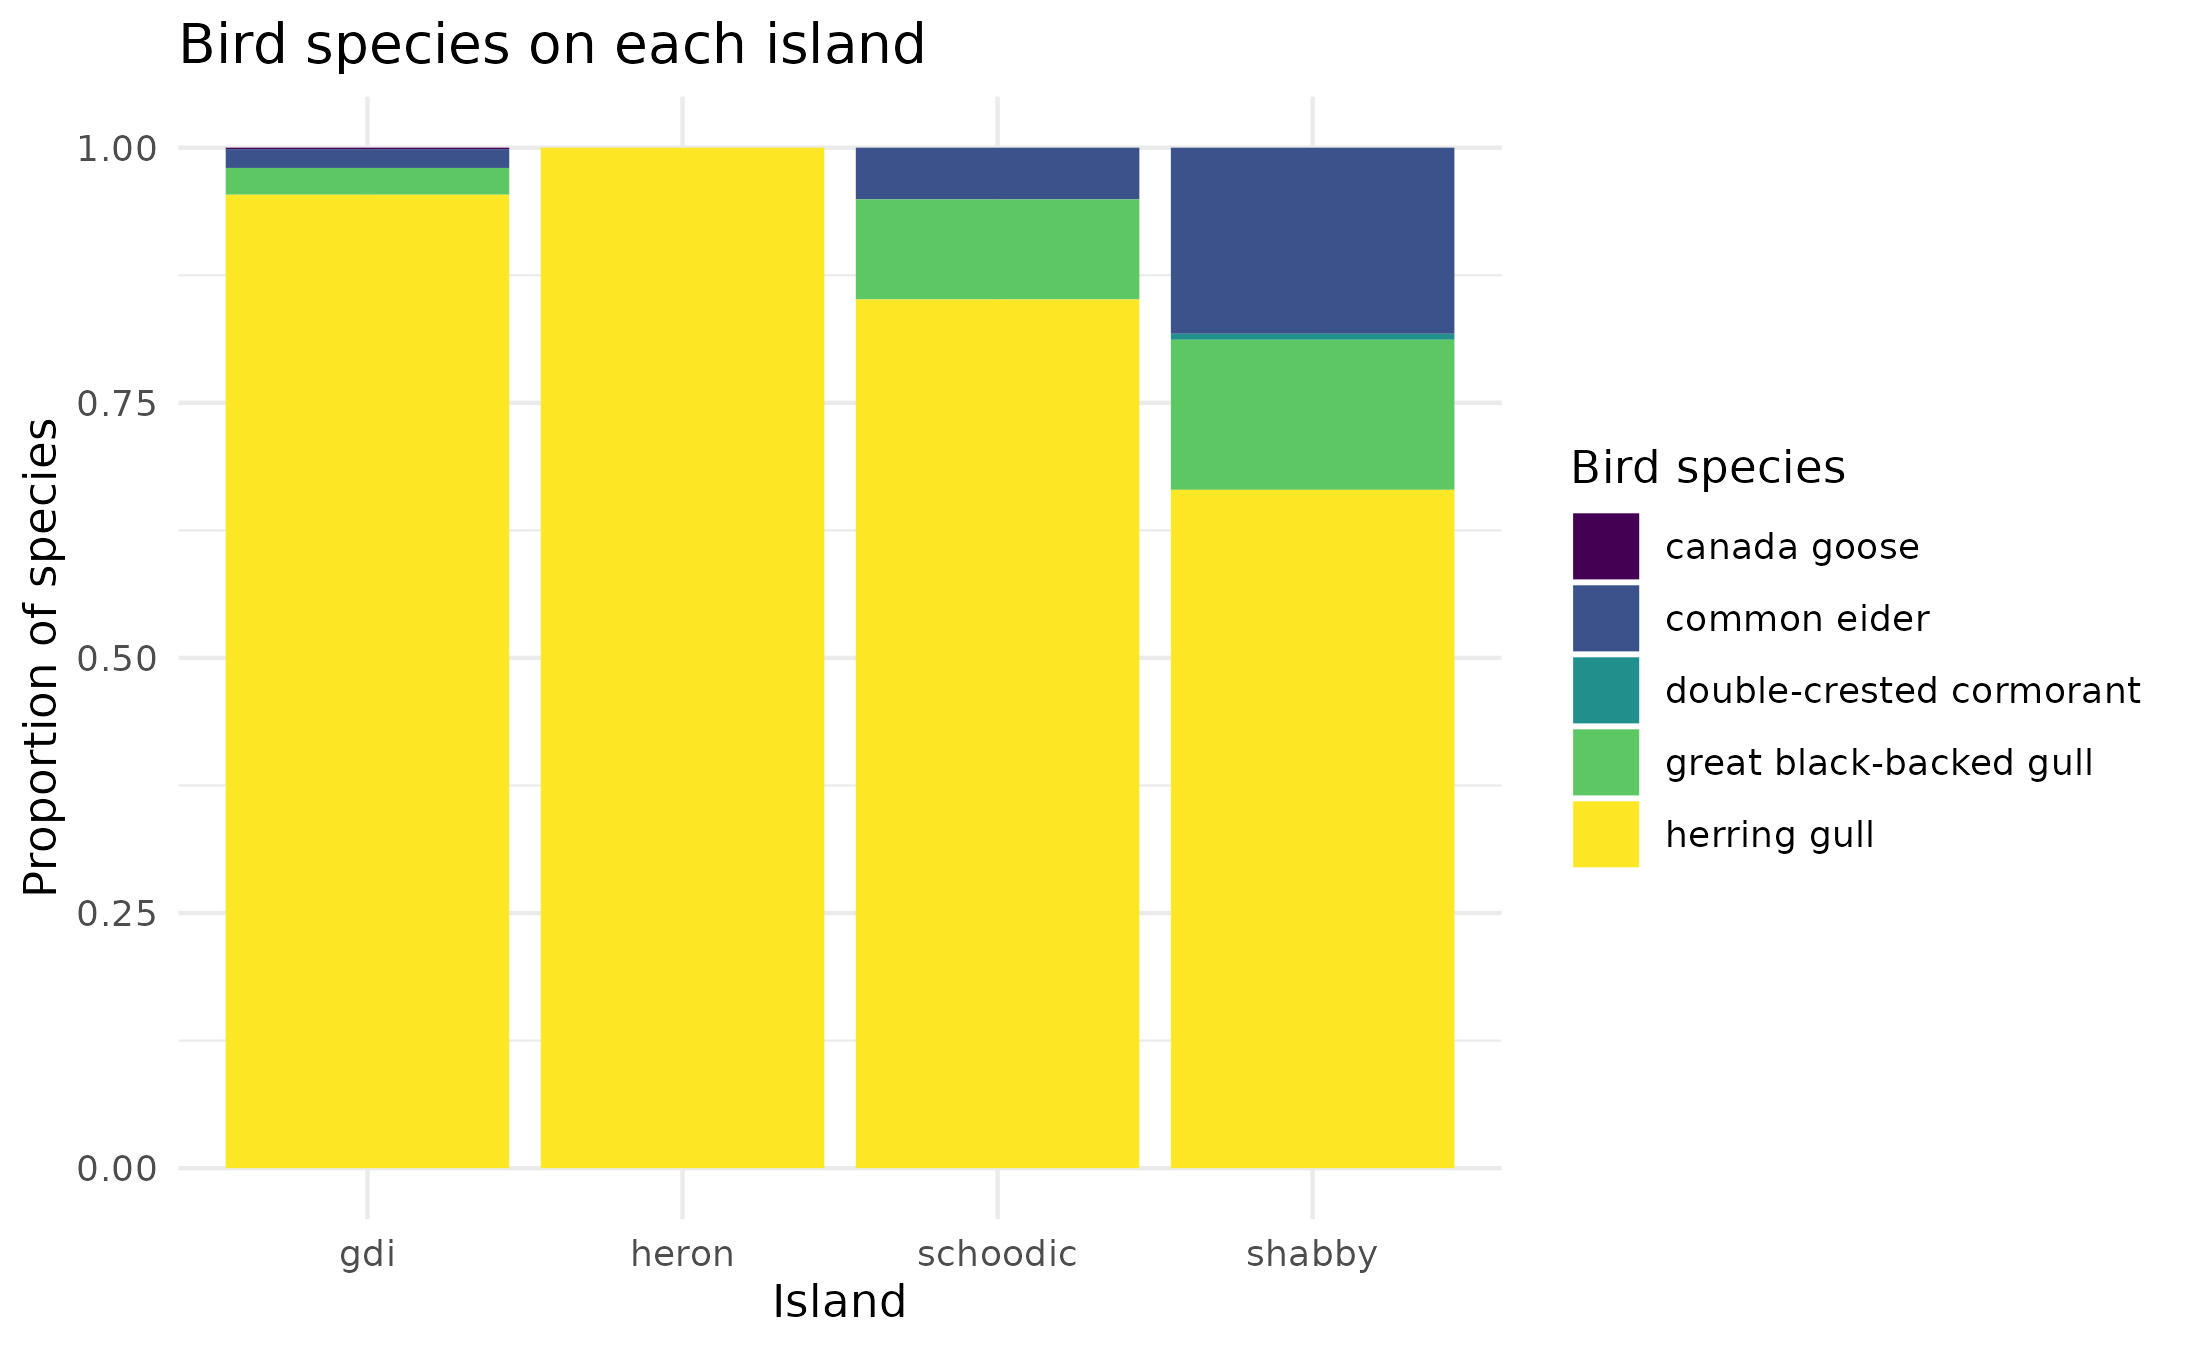 Bird species on each island
1.00
0.75
0.50
0.25
0.00
Proportion of species
gdi
heron
schoodic
shabby
Island
Bird species
canada goose
common eider
double-crested cormorant
great black-backed gull
herring gull